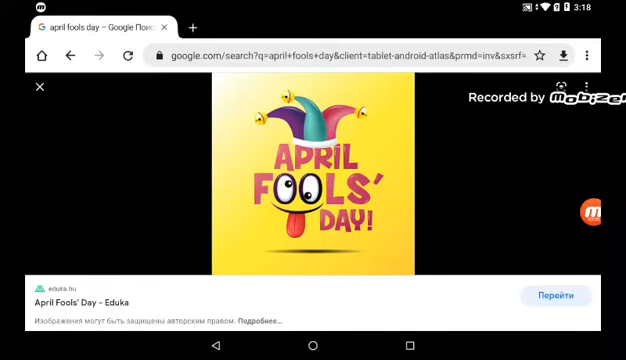 3:18
april fools day – Google Поис
google.com/search?q=april+fools+day&client=tablet-android-atlas&prmd=inv&sxsrf=
Recorded by mobizen
APRIL
FOOLS'
DAY!
eduka.hu
April Fools' Day - Eduka
Перейти
Изображения могут быть защищены авторским правом. Подробнее...